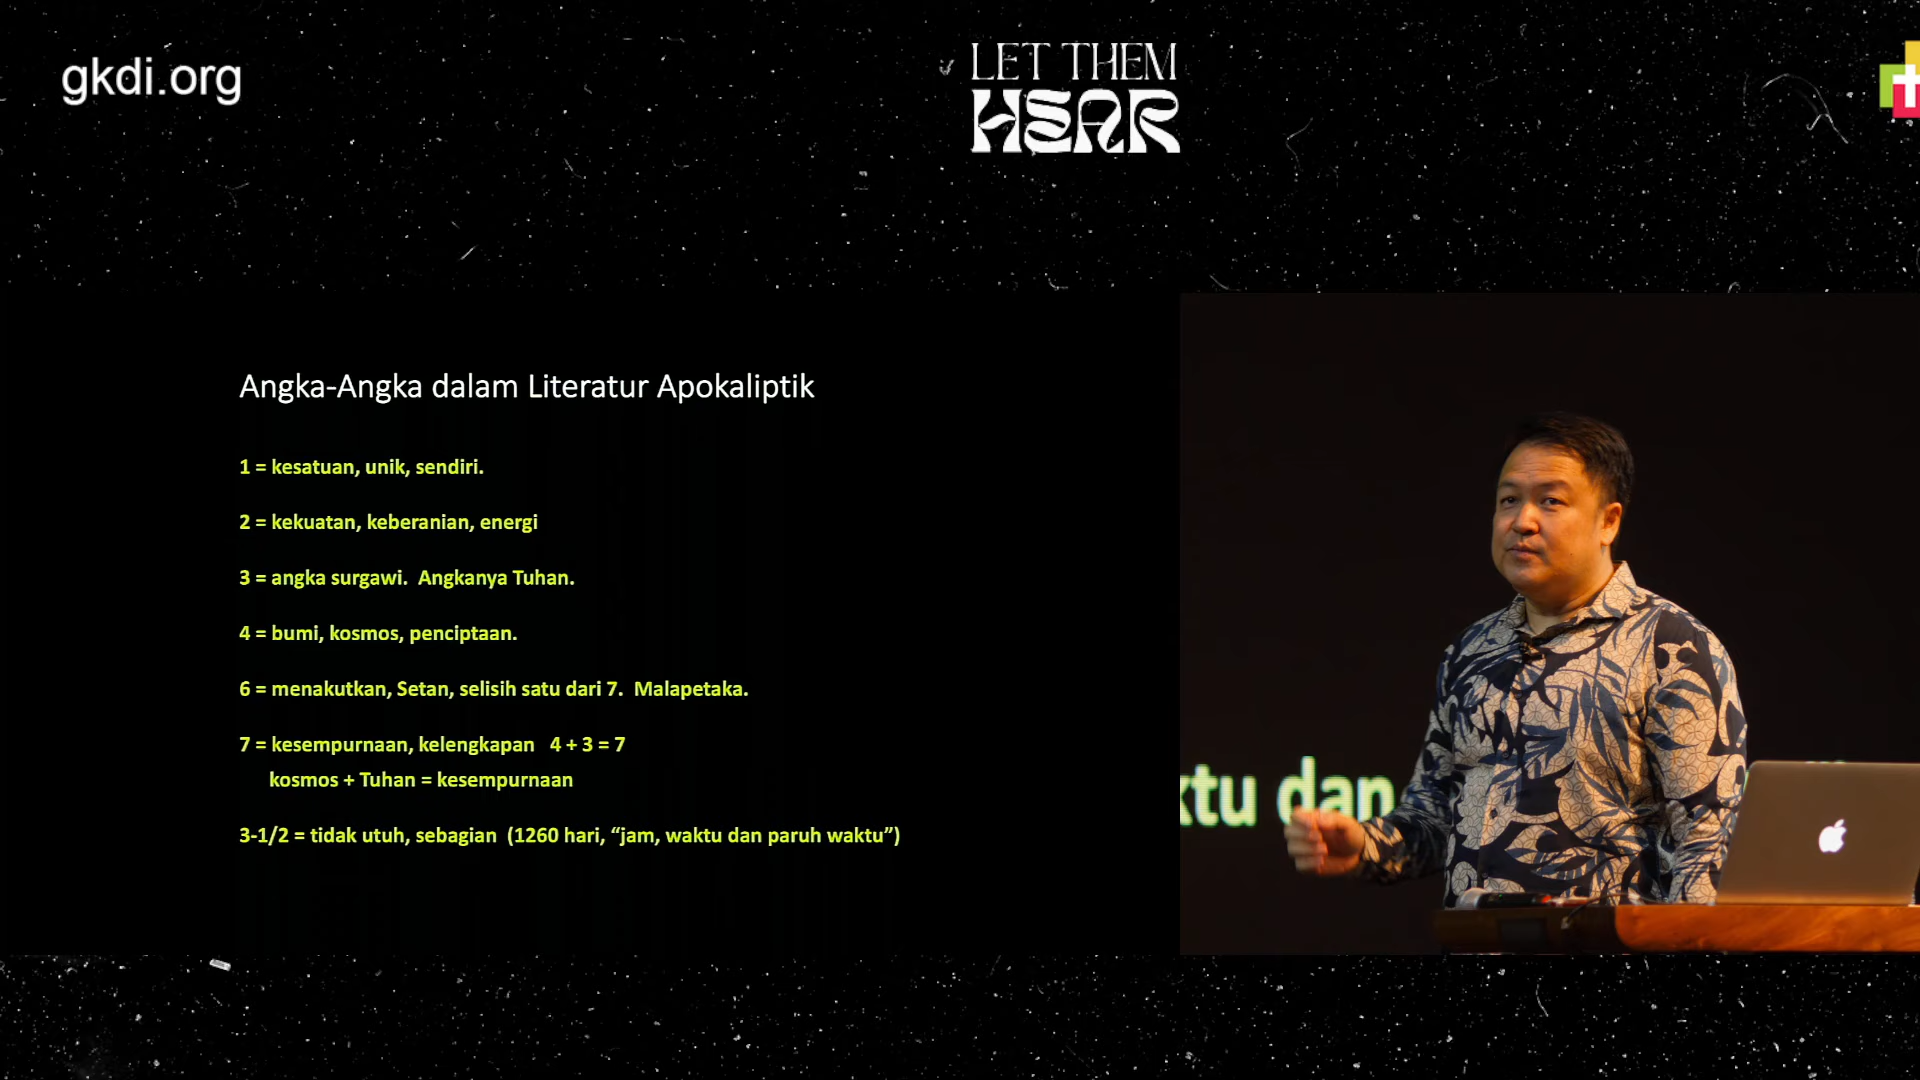 gkdi.org
LET THEM
HEAR
Angka-Angka dalam Literatur Apokaliptik
1 = kesatuan, unik, sendiri.
2 = kekuatan, keberanian, energi
3 = angka surgawi.  Angkanya Tuhan.
4 = bumi, kosmos, penciptaan.
6 = menakutkan, Setan, selisih satu dari 7.  Malapetaka.
7 = kesempurnaan, kelengkapan   4 + 3 = 7
kosmos + Tuhan = kesempurnaan
3-1/2 = tidak utuh, sebagian  (1260 hari, “jam, waktu dan paruh waktu”)
ktu dan